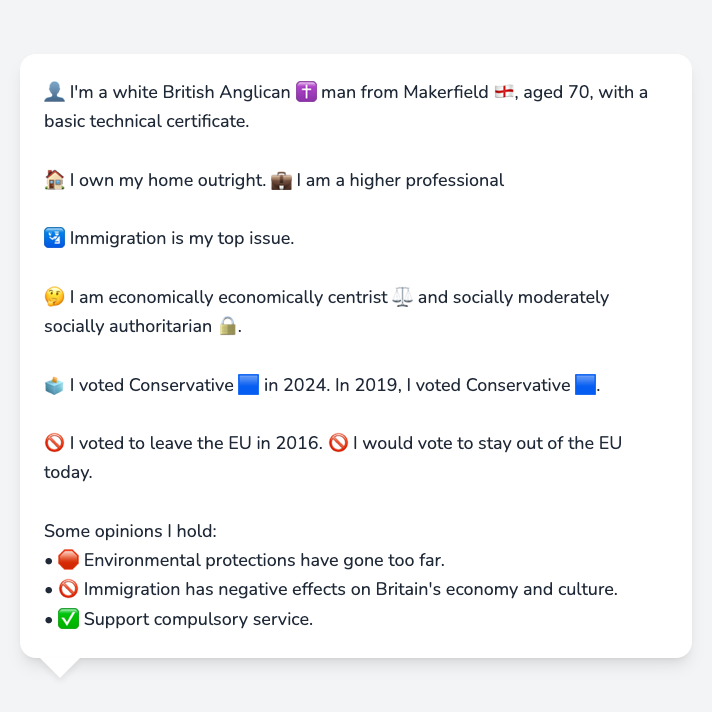 👤 I'm a white British Anglican ✝️ man from Makerfield 🏴󠁧󠁢󠁥󠁮󠁧󠁿, aged 70, with a
basic technical certificate.
🏠 I own my home outright. 💼 I am a higher professional
🛂 Immigration is my top issue.
🤔 I am economically economically centrist ⚖️ and socially moderately
socially authoritarian 🔒.
🗳️ I voted Conservative 🟦 in 2024. In 2019, I voted Conservative 🟦.
🚫 I voted to leave the EU in 2016. 🚫 I would vote to stay out of the EU
today.
Some opinions I hold:
• 🛑 Environmental protections have gone too far.
• 🚫 Immigration has negative effects on Britain's economy and culture.
• ✅ Support compulsory service.